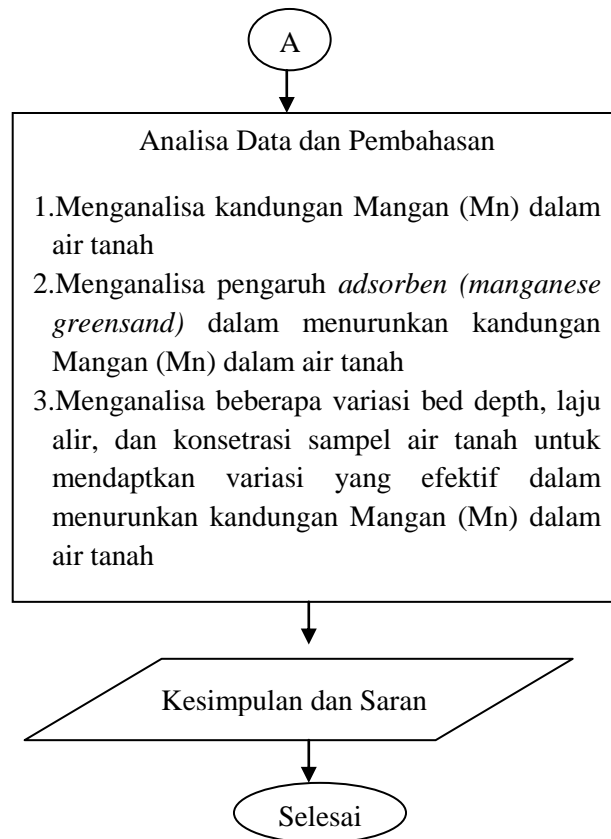 A
Analisa Data dan Pembahasan
1.Menganalisa kandungan Mangan (Mn) dalam
air tanah
2.Menganalisa pengaruh adsorben (manganese
greensand) dalam menurunkan kandungan
Mangan (Mn) dalam air tanah
3.Menganalisa beberapa variasi bed depth, laju
alir, dan konsetrasi sampel air tanah untuk
mendaptkan variasi yang efektif dalam
menurunkan kandungan Mangan (Mn) dalam
air tanah
Kesimpulan dan Saran
Selesai